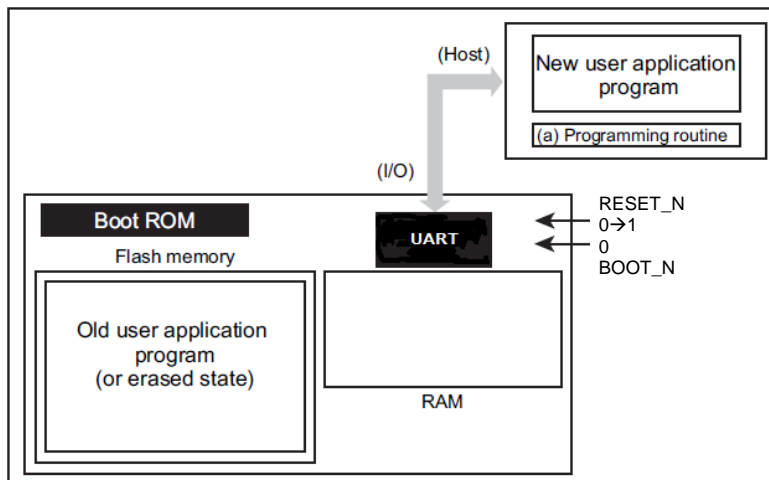 (Host)
New user application
program
(a) Programming routine
(I/O)
Boot ROM
UART
RESET_N
0→1
0
BOOT_N
Flash memory
Old user application
program
(or erased state)
RAM